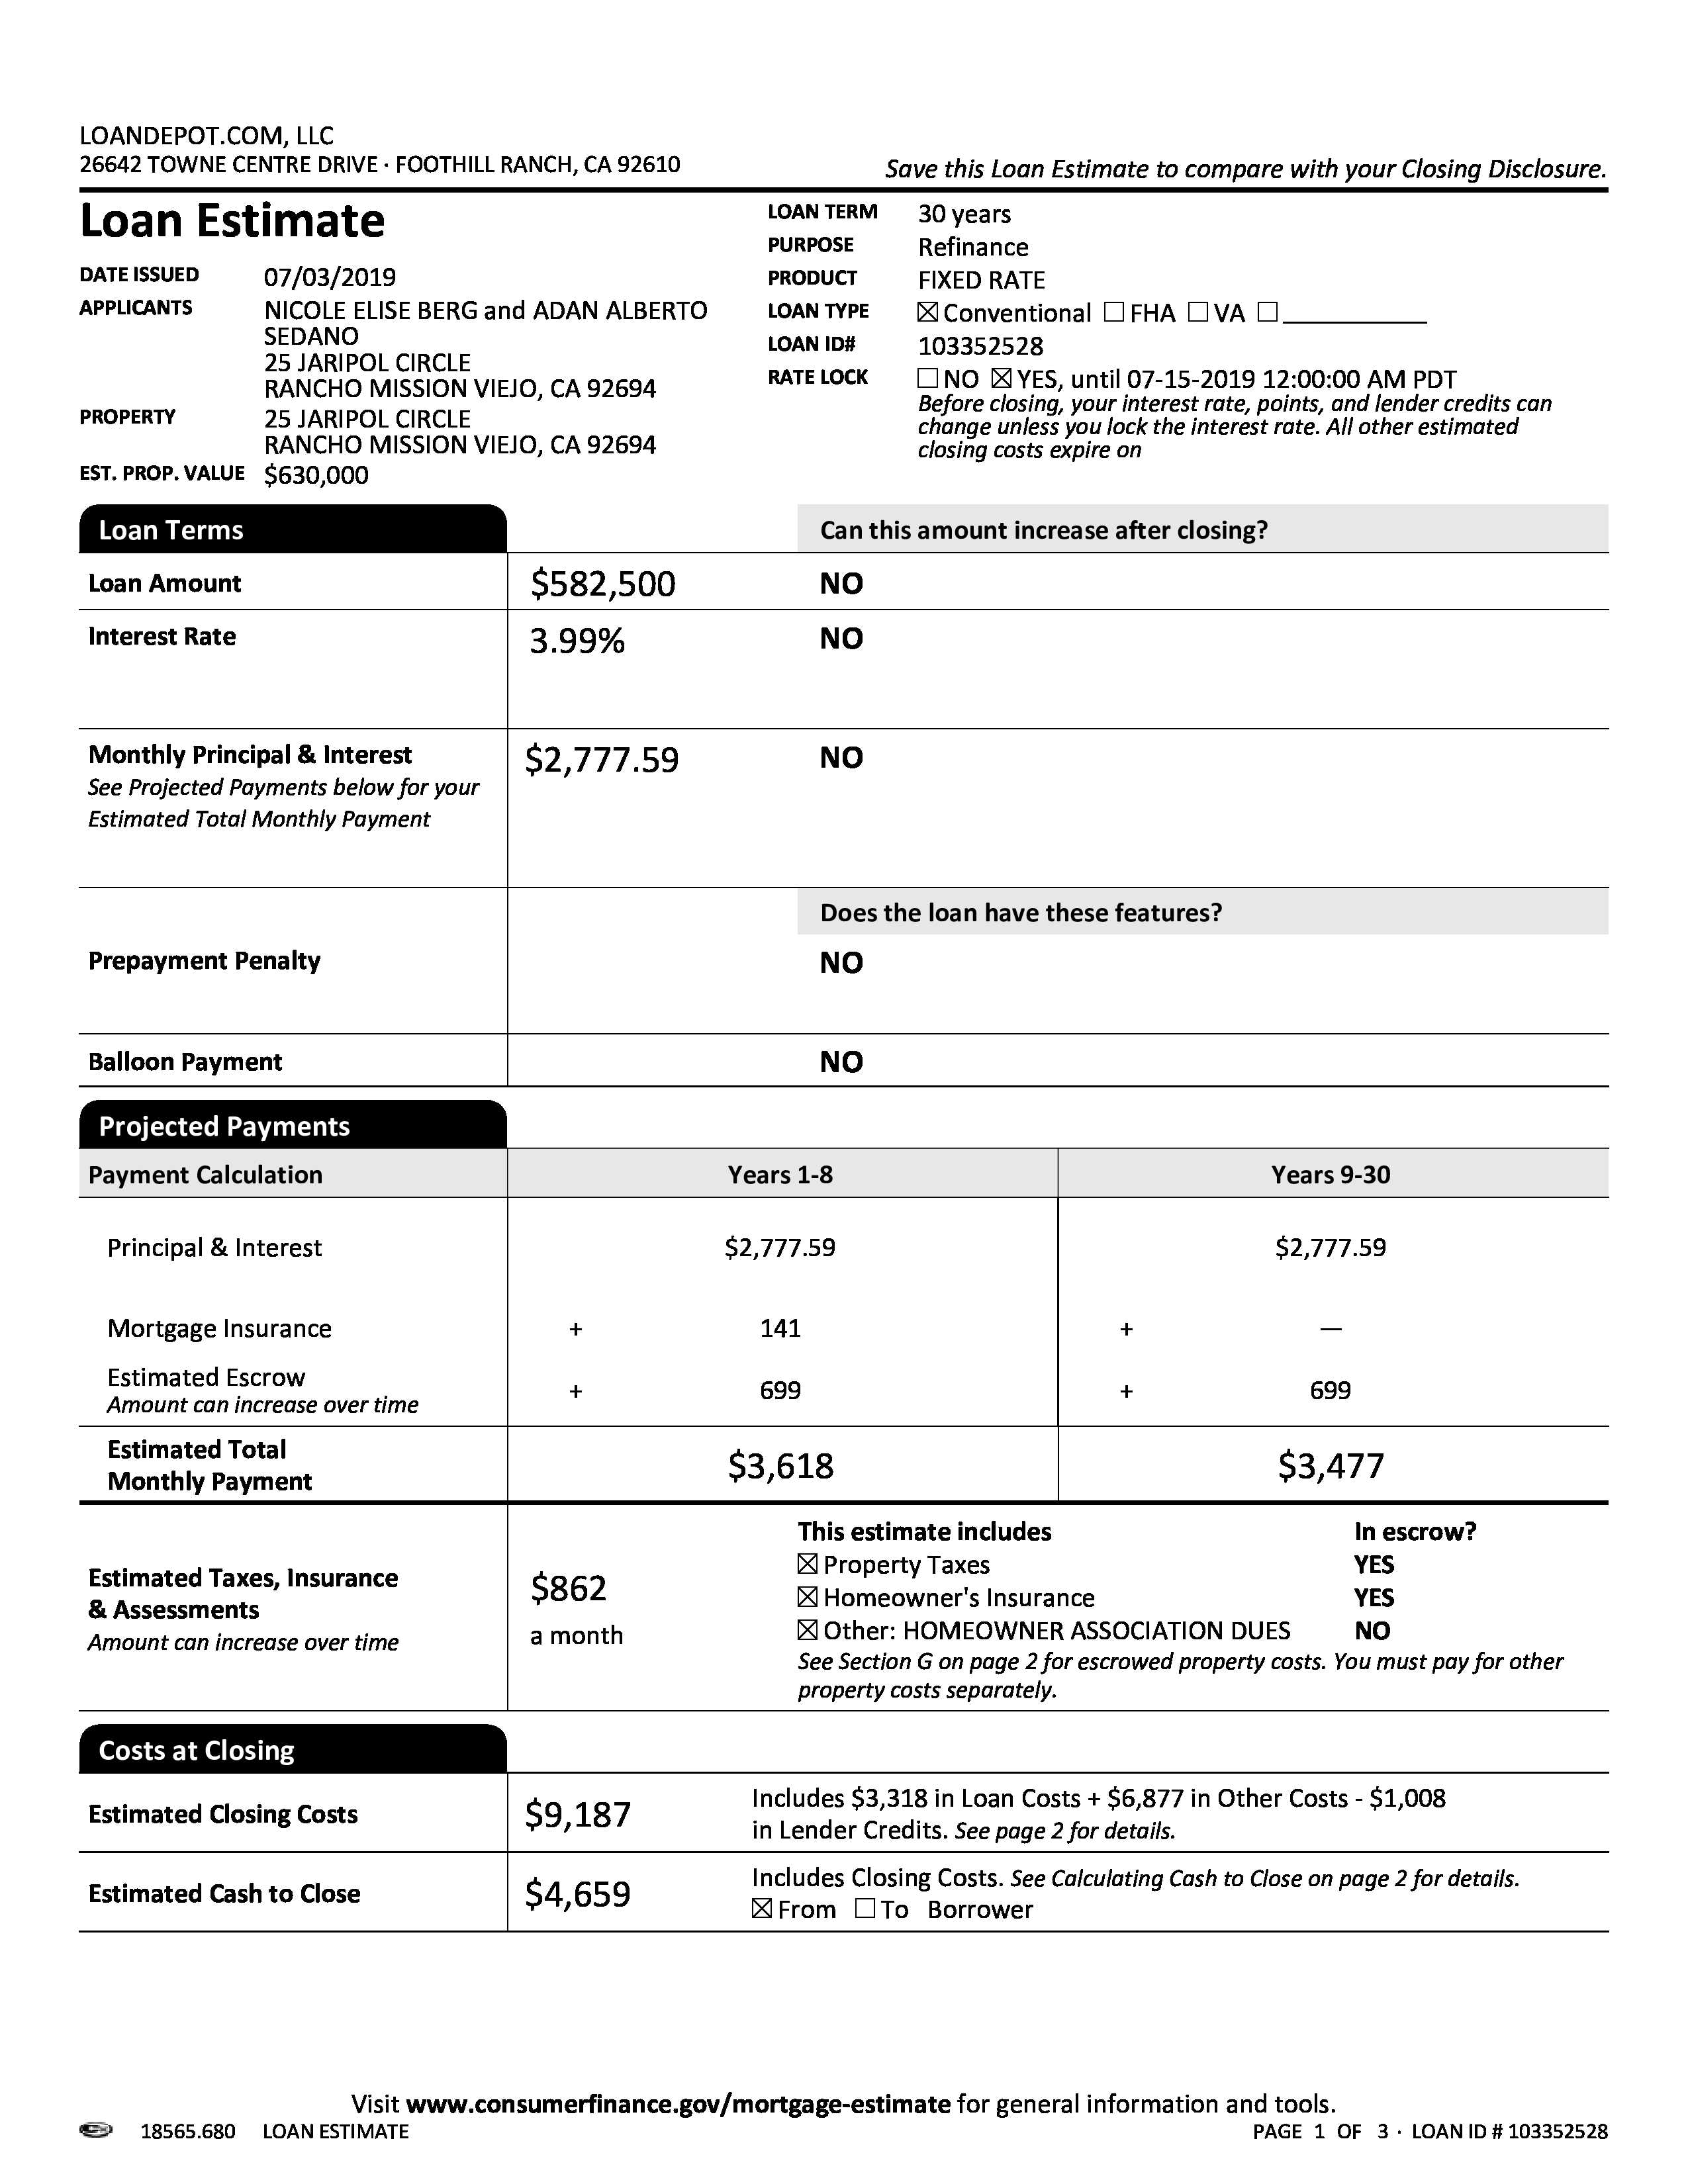 LOANDEPOT.COM, LLC
26642 TOWNE CENTRE DRIVE · FOOTHILL RANCH, CA 92610
Save this Loan Estimate to compare with your Closing Disclosure.
Loan Estimate
DATE ISSUED 07/03/2019
APPLICANTS NICOLE ELISE BERG and ADAN ALBERTO
SEDANO
25 JARIPOL CIRCLE
RANCHO MISSION VIEJO, CA 92694
PROPERTY 25 JARIPOL CIRCLE
RANCHO MISSION VIEJO, CA 92694
EST. PROP. VALUE $630,000
LOAN TERM 30 years
PURPOSE Refinance
PRODUCT FIXED RATE
LOAN TYPE ☒ Conventional ☐ FHA ☐ VA ☐ ___________
LOAN ID# 103352528
RATE LOCK ☐ NO ☒ YES, until 07-15-2019 12:00:00 AM PDT
Before closing, your interest rate, points, and lender credits can
change unless you lock the interest rate. All other estimated
closing costs expire on
Loan Terms Can this amount increase after closing?
Loan Amount $582,500 NO
Interest Rate 3.99% NO
Monthly Principal & Interest $2,777.59 NO
See Projected Payments below for your
Estimated Total Monthly Payment
Does the loan have these features?
Prepayment Penalty NO
Balloon Payment NO
Projected Payments
Payment Calculation Years 1-8 Years 9-30
Principal & Interest $2,777.59 $2,777.59
Mortgage Insurance + 141 + —
Estimated Escrow + 699 + 699
Amount can increase over time
Estimated Total
Monthly Payment $3,618 $3,477
Estimated Taxes, Insurance
& Assessments
Amount can increase over time
$862
a month
This estimate includes In escrow?
☒ Property Taxes YES
☒ Homeowner's Insurance YES
☒ Other: HOMEOWNER ASSOCIATION DUES NO
See Section G on page 2 for escrowed property costs. You must pay for other
property costs separately.
Costs at Closing
Estimated Closing Costs $9,187 Includes $3,318 in Loan Costs + $6,877 in Other Costs - $1,008
in Lender Credits. See page 2 for details.
Estimated Cash to Close $4,659 Includes Closing Costs. See Calculating Cash to Close on page 2 for details.
☒ From ☐ To Borrower
Visit www.consumerfinance.gov/mortgage-estimate for general information and tools.
18565.680 LOAN ESTIMATE PAGE 1 OF 3 · LOAN ID # 103352528